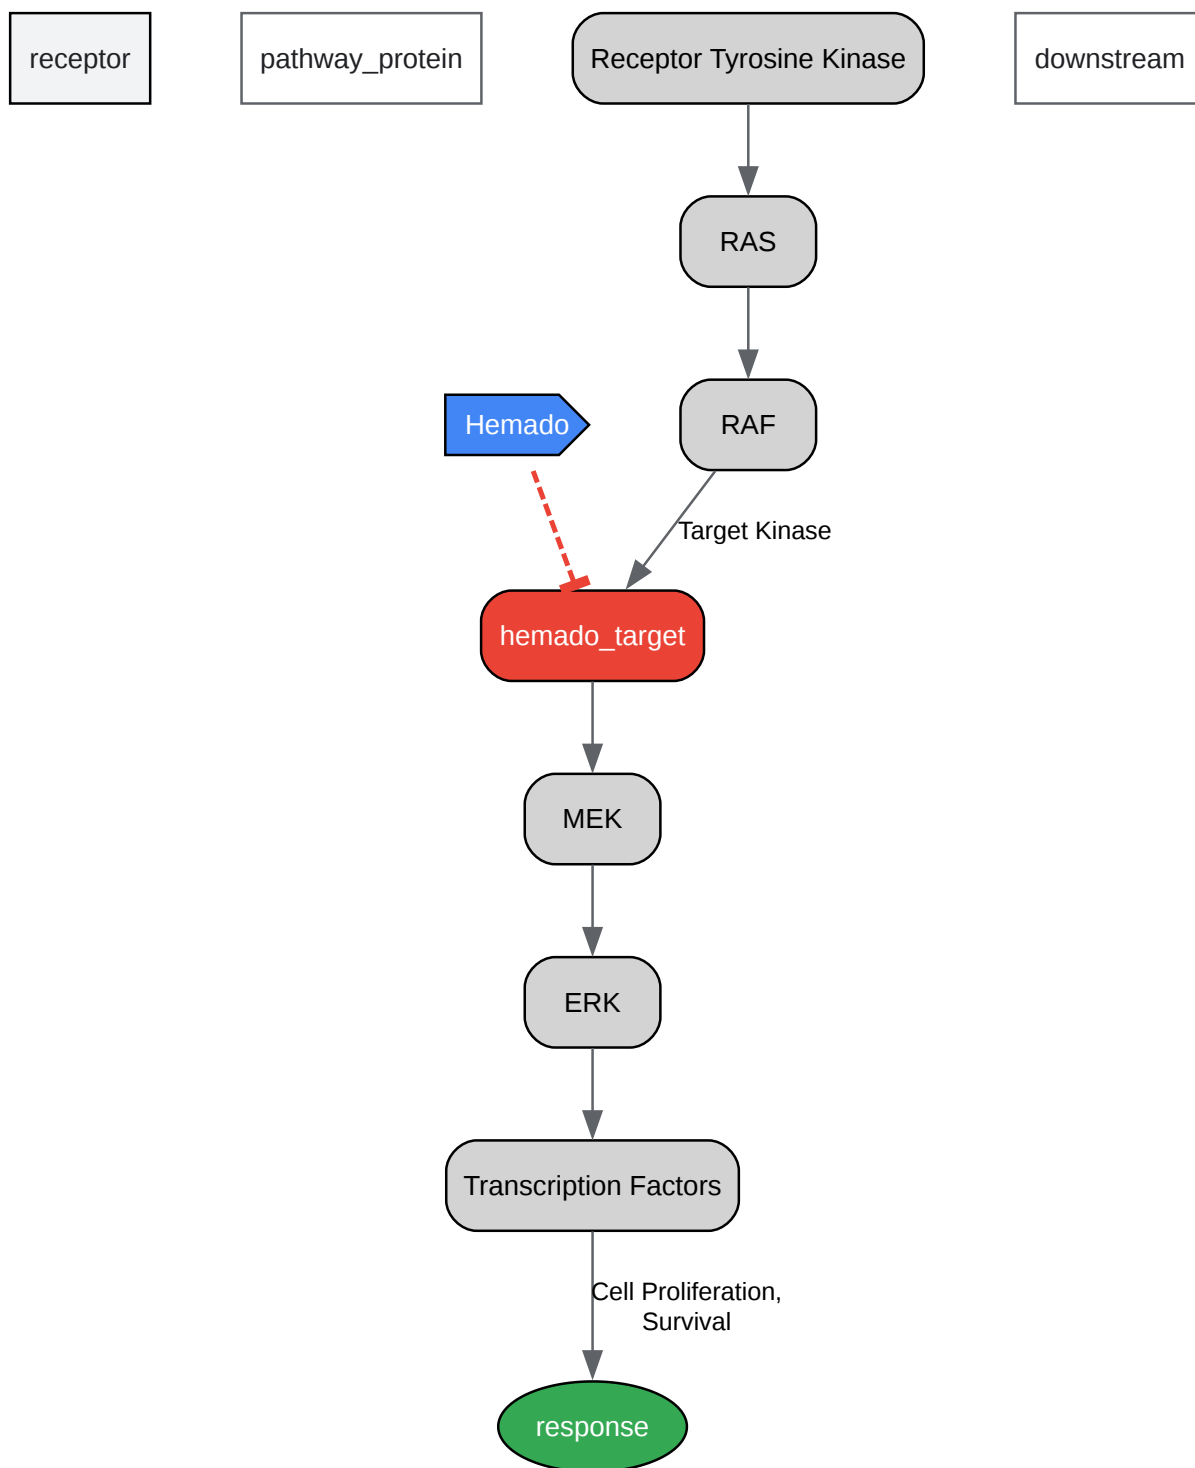 receptor
pathway_protein
Receptor Tyrosine Kinase
downstream
RAS
RAF
Hemado
Target Kinase
hemado_target
MEK
ERK
Transcription Factors
Cell Proliferation,
Survival
response